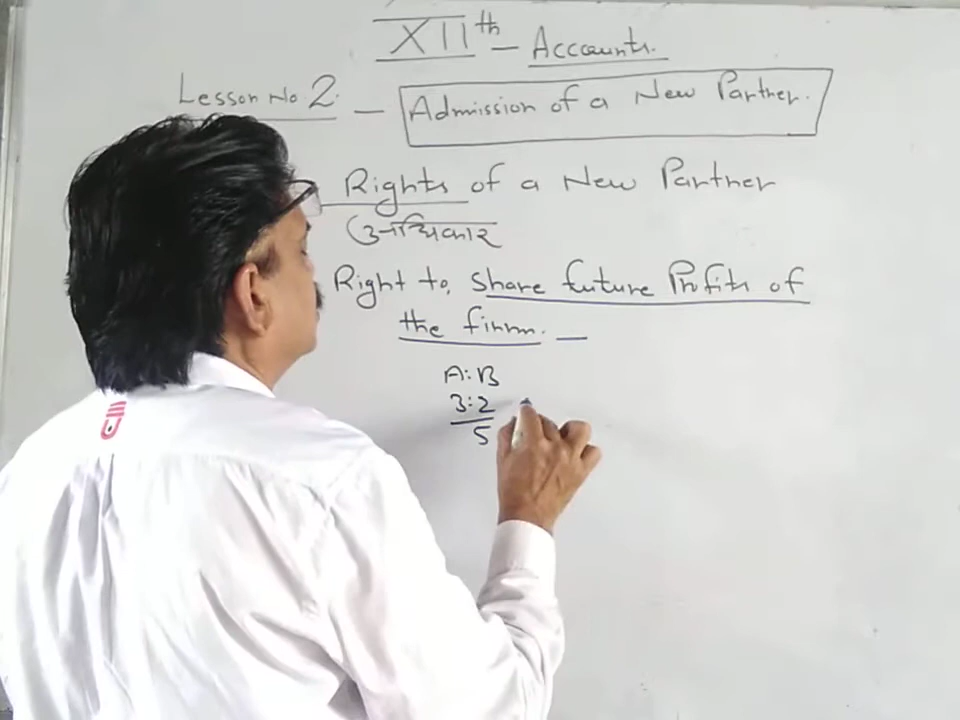 XIIth - Accounts.
Lesson No. 2. - Admission of a New Partner.
Rights of a New Partner
अधिकार
Right to, Share future Profits of
the firm. -
A:B
3:2
5